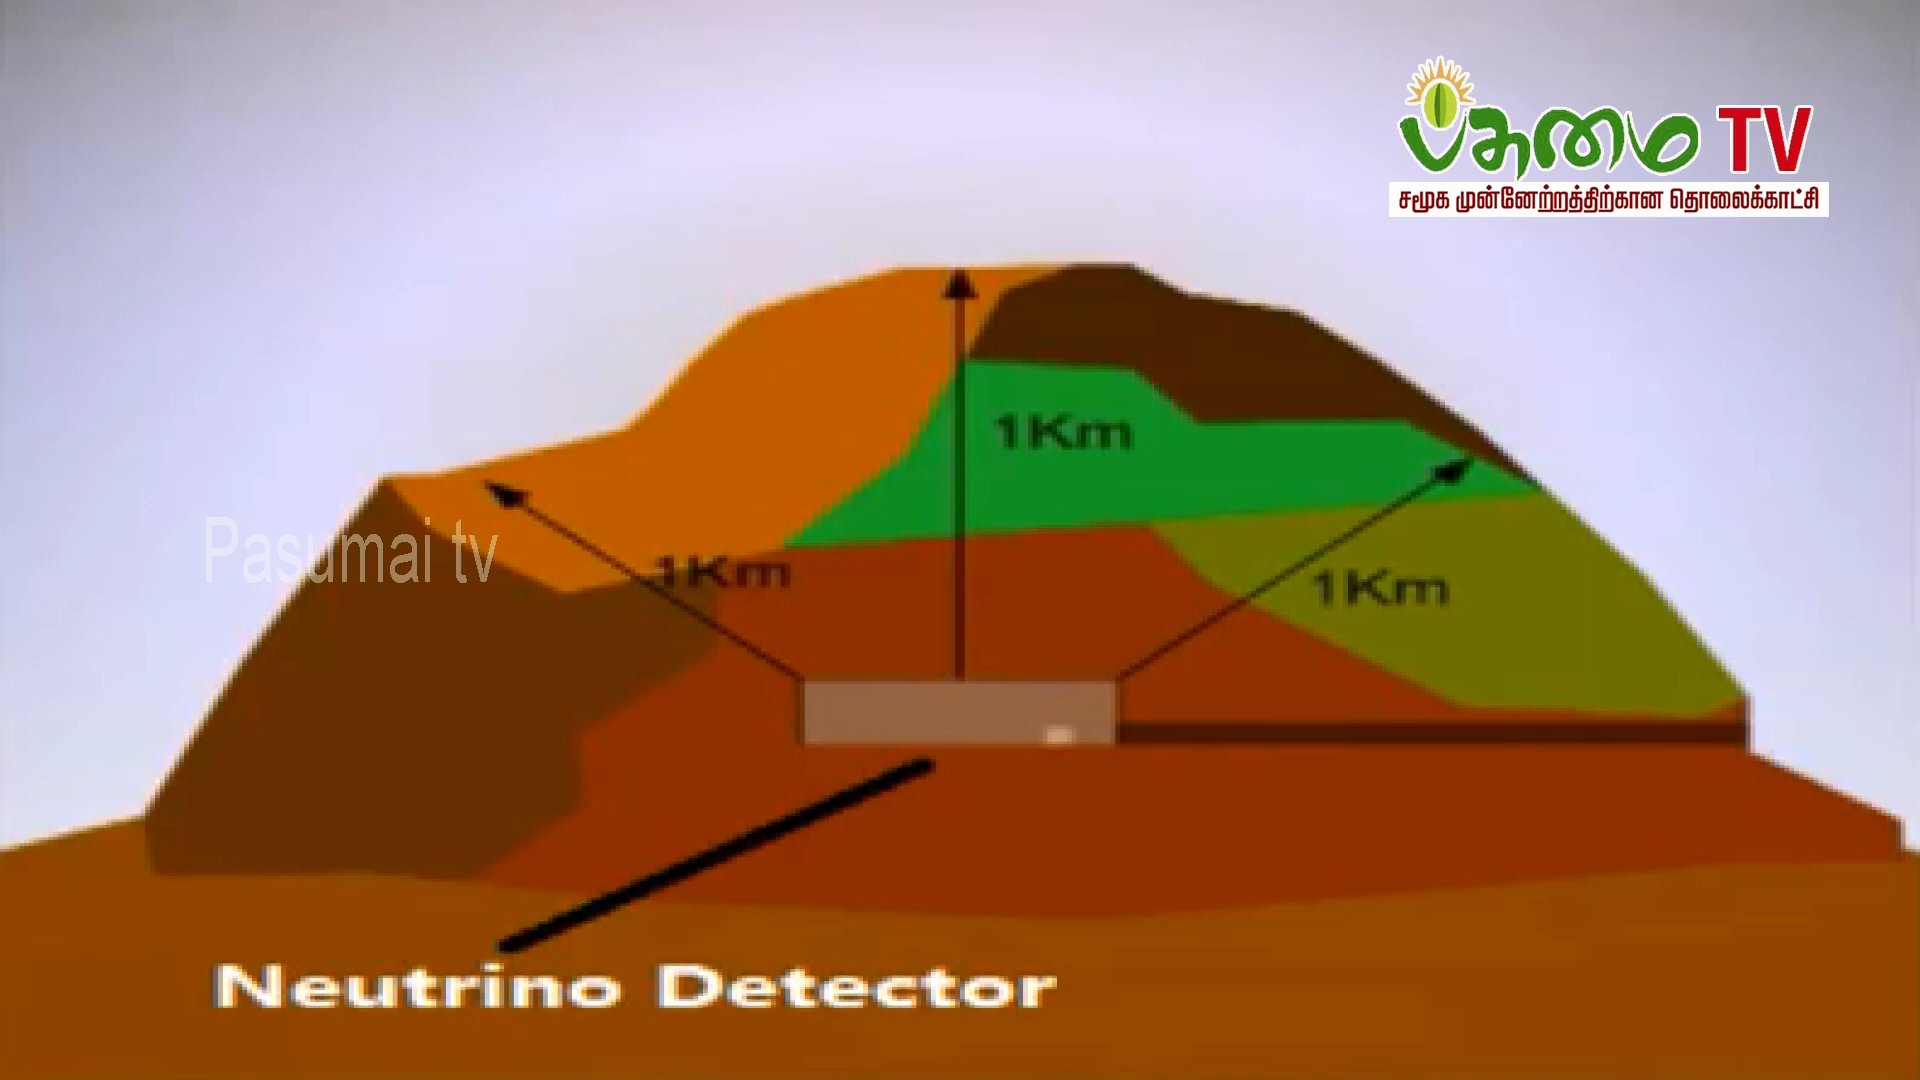 பசுமை TV
சமூக முன்னேற்றத்திற்கான தொலைக்காட்சி
1Km
Pasumai tv
1Km
1Km
Neutrino Detector